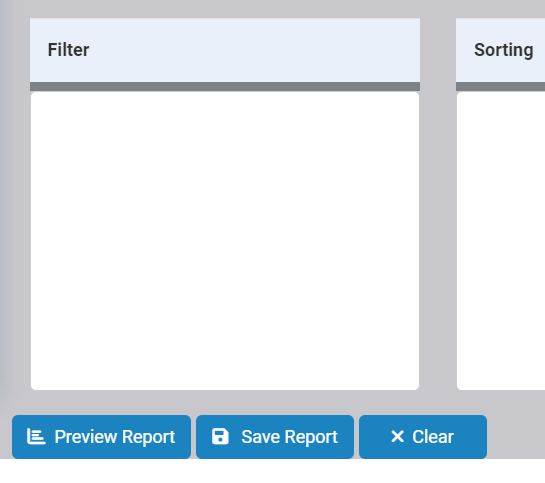 Filter
Sorting
Preview Report
Save Report
Clear